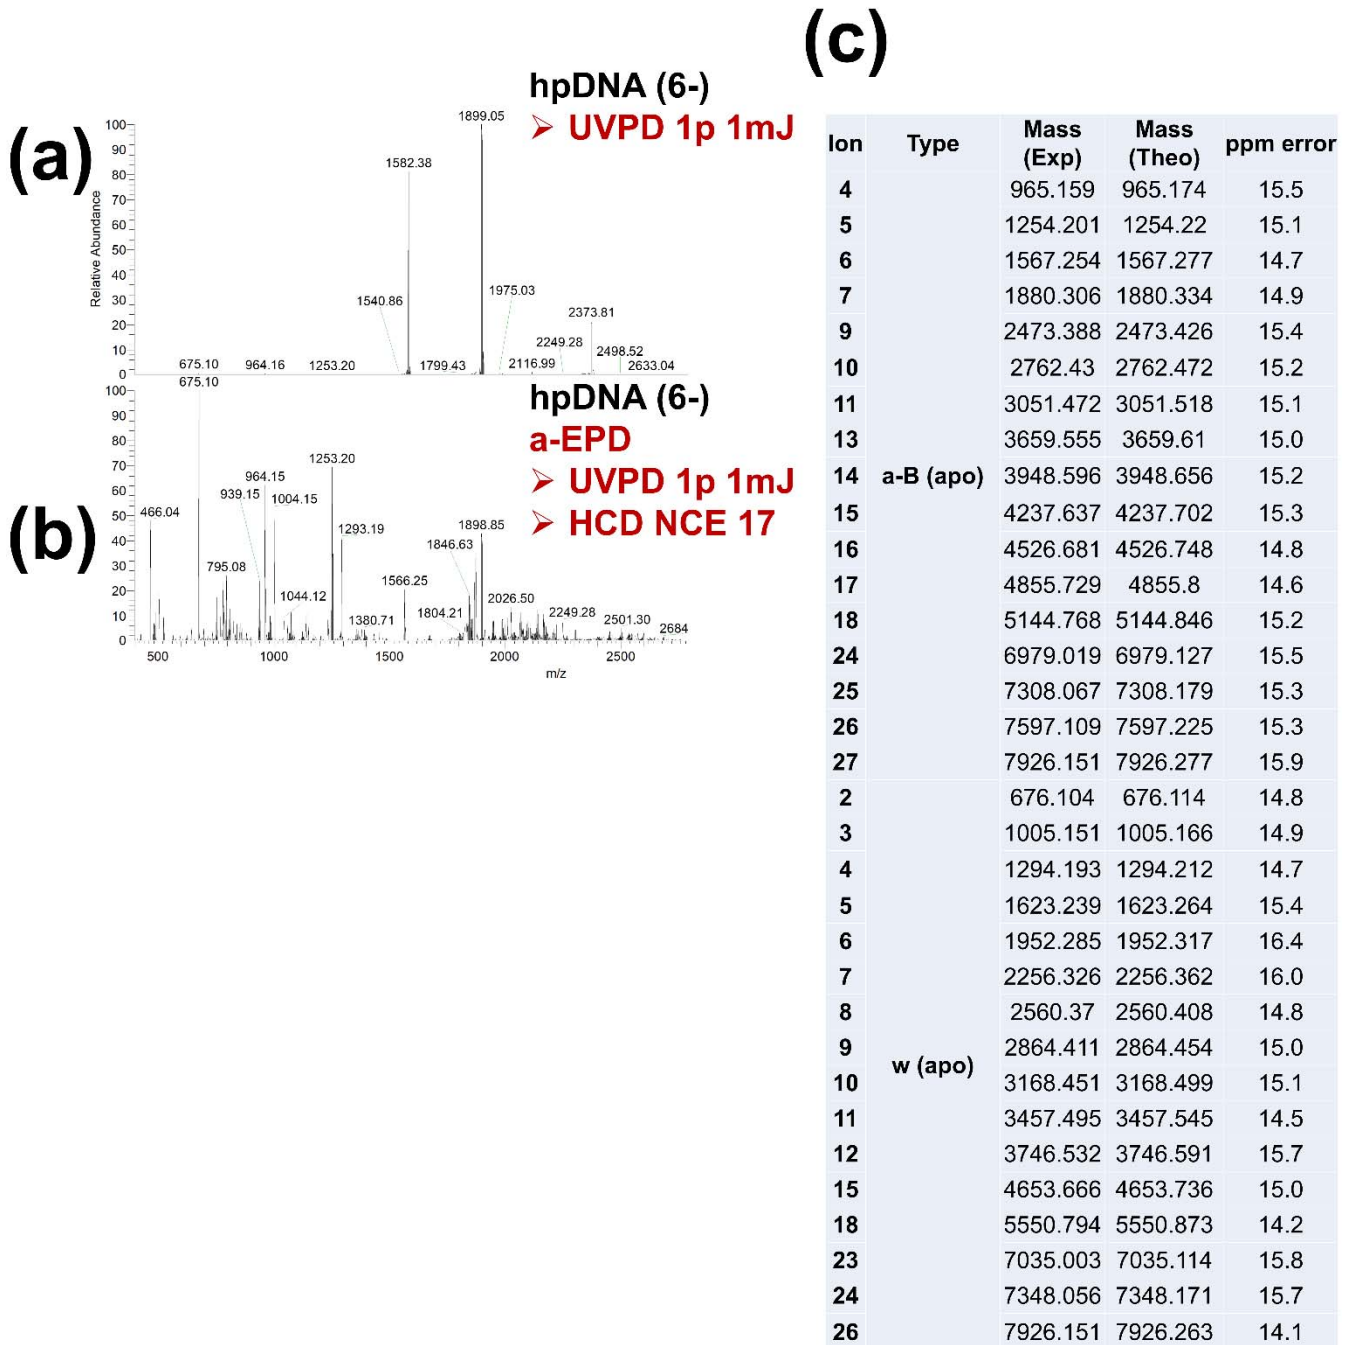 (a)
hpDNA (6-)
➢ UVPD 1p 1mJ
Relative Abundance
100
90
80
70
60
50
40
30
20
10
0
1899.05
1582.38
1540.86
1975.03
2373.81
2249.28
2498.52
675.10
964.16
1253.20
1799.43
2116.99
2633.04
(b)
hpDNA (6-)
a-EPD
➢ UVPD 1p 1mJ
➢ HCD NCE 17
100
90
80
70
60
50
40
30
20
10
0
675.10
1253.20
964.15
939.15
1004.15
466.04
1293.19
1898.85
1846.63
795.08
1566.25
1044.12
1804.21
2026.50
2249.28
1380.71
2501.30
2684
500 1000 1500 2000 2500
m/z
(c)
Ion Type Mass (Exp) Mass (Theo) ppm error
4 965.159 965.174 15.5
5 1254.201 1254.22 15.1
6 1567.254 1567.277 14.7
7 1880.306 1880.334 14.9
9 2473.388 2473.426 15.4
10 2762.43 2762.472 15.2
11 3051.472 3051.518 15.1
13 3659.555 3659.61 15.0
14 a-B (apo) 3948.596 3948.656 15.2
15 4237.637 4237.702 15.3
16 4526.681 4526.748 14.8
17 4855.729 4855.8 14.6
18 5144.768 5144.846 15.2
24 6979.019 6979.127 15.5
25 7308.067 7308.179 15.3
26 7597.109 7597.225 15.3
27 7926.151 7926.277 15.9
2 676.104 676.114 14.8
3 1005.151 1005.166 14.9
4 1294.193 1294.212 14.7
5 1623.239 1623.264 15.4
6 1952.285 1952.317 16.4
7 2256.326 2256.362 16.0
8 2560.37 2560.408 14.8
9 w (apo) 2864.411 2864.454 15.0
10 3168.451 3168.499 15.1
11 3457.495 3457.545 14.5
12 3746.532 3746.591 15.7
15 4653.666 4653.736 15.0
18 5550.794 5550.873 14.2
23 7035.003 7035.114 15.8
24 7348.056 7348.171 15.7
26 7926.151 7926.263 14.1